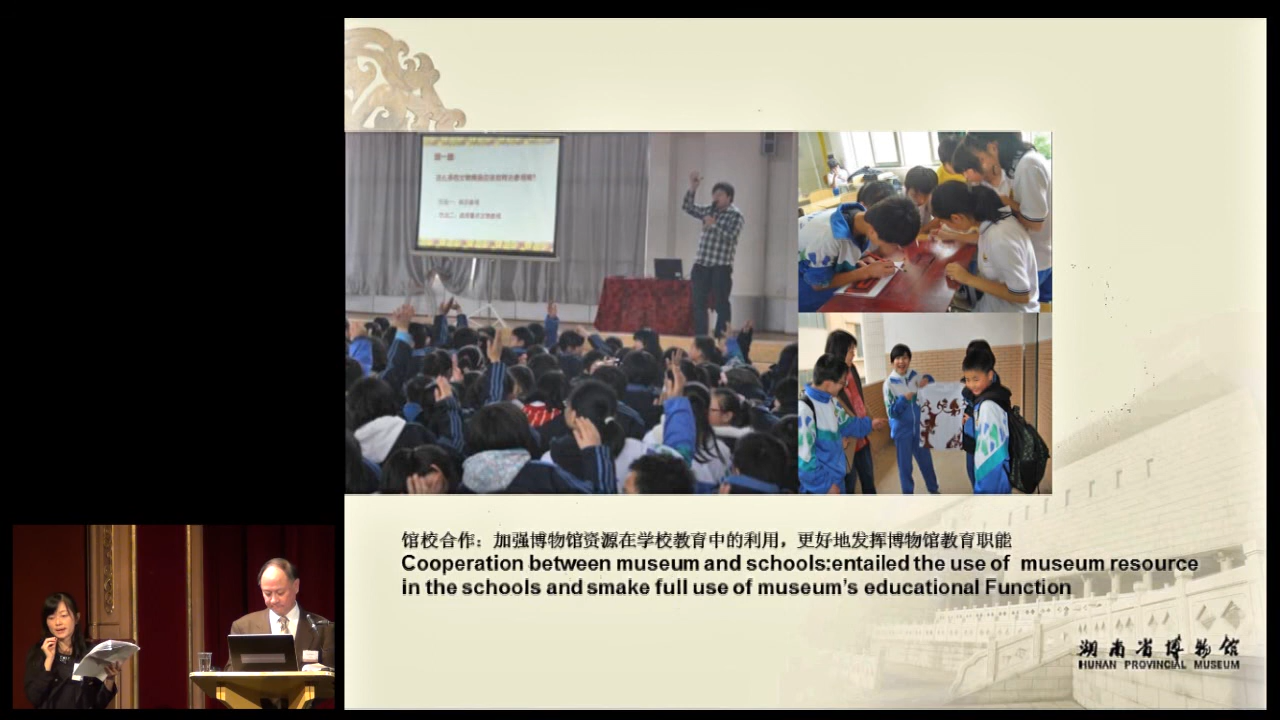 馆校合作：加强博物馆资源在学校教育中的利用，更好地发挥博物馆教育职能
Cooperation between museum and schools:entailed the use of museum resource
in the schools and smake full use of museum's educational Function
湖南省博物馆
HUNAN PROVINCIAL MUSEUM